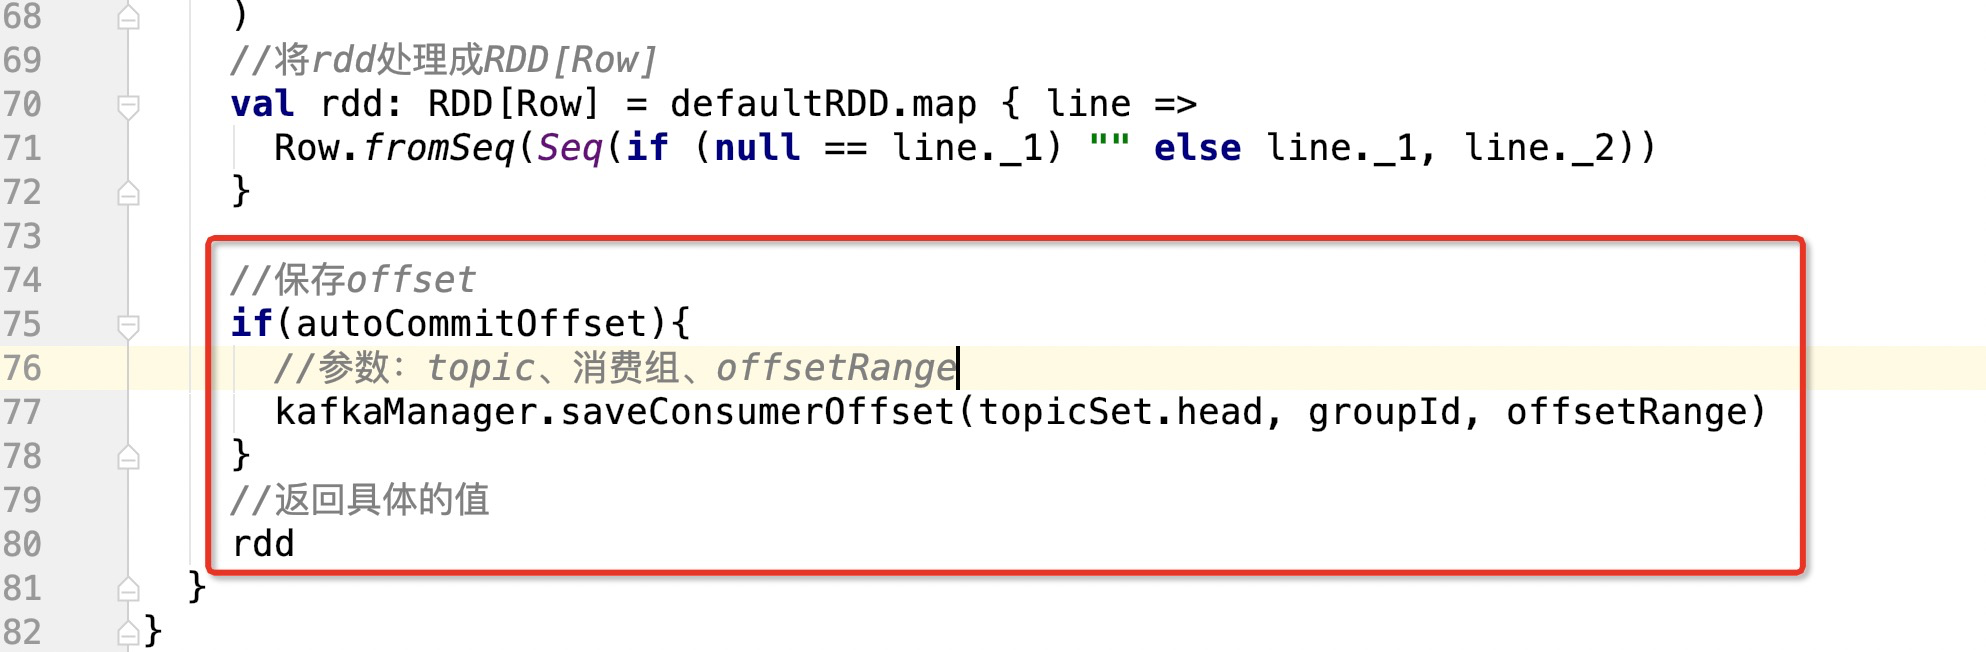 68 )
69 //将rdd处理成RDD[Row]
70 val rdd: RDD[Row] = defaultRDD.map { line =>
71 Row.fromSeq(Seq(if (null == line._1) "" else line._1, line._2))
72 }
73
74 //保存offset
75 if(autoCommitOffset){
76 //参数：topic、消费组、offsetRange
77 kafkaManager.saveConsumerOffset(topicSet.head, groupId, offsetRange)
78 }
79 //返回具体的值
80 rdd
81 }
82 }